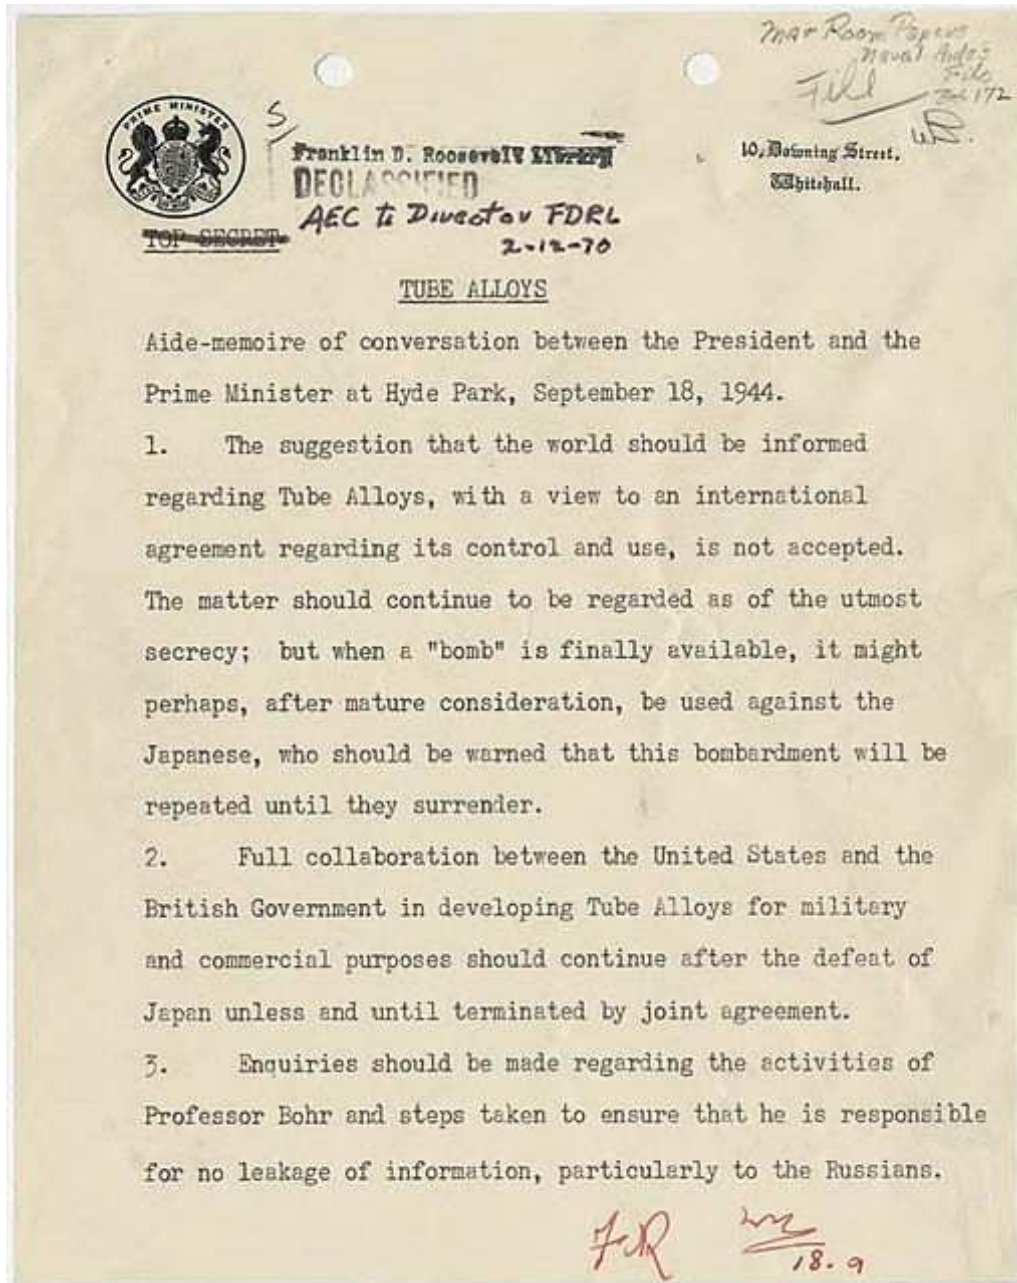 Map Room Papers
Naval Aide's
File
Box 172
File
PRIME MINISTER
10, Downing Street,
Whitehall.
Franklin D. Roosevelt Library
DECLASSIFIED
AEC to Director FDRL
2-12-70
TOP SECRET
TUBE ALLOYS
Aide-memoire of conversation between the President and the
Prime Minister at Hyde Park, September 18, 1944.
1. The suggestion that the world should be informed
regarding Tube Alloys, with a view to an international
agreement regarding its control and use, is not accepted.
The matter should continue to be regarded as of the utmost
secrecy; but when a "bomb" is finally available, it might
perhaps, after mature consideration, be used against the
Japanese, who should be warned that this bombardment will be
repeated until they surrender.
2. Full collaboration between the United States and the
British Government in developing Tube Alloys for military
and commercial purposes should continue after the defeat of
Japan unless and until terminated by joint agreement.
3. Enquiries should be made regarding the activities of
Professor Bohr and steps taken to ensure that he is responsible
for no leakage of information, particularly to the Russians.
FDR
18.9